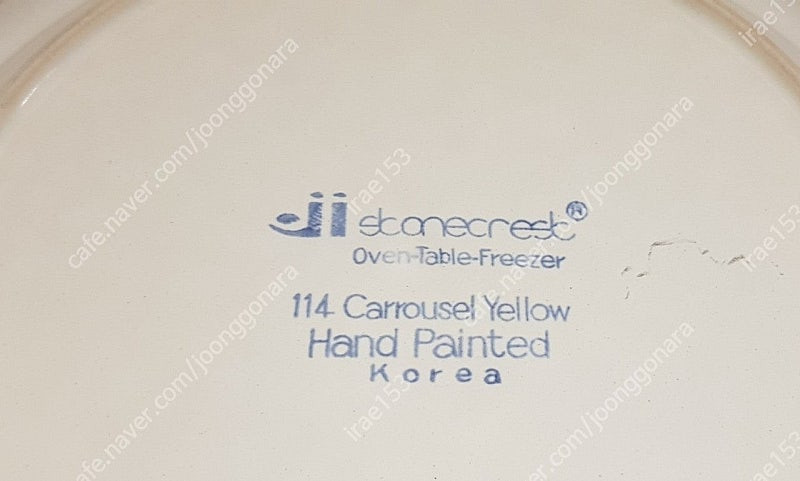 ji stonecrest®
Oven-Table-Freezer
114 Carrousel Yellow
Hand Painted
Korea
cafe.naver.com/joonggonara
irae153